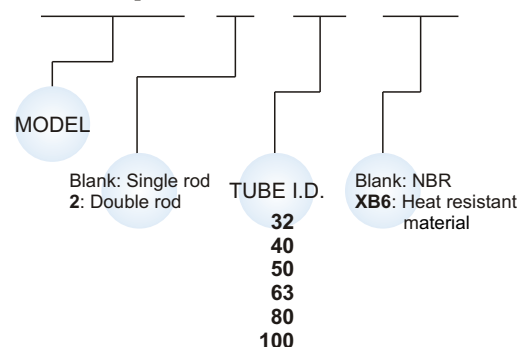 MODEL
Blank: Single rod
2: Double rod
TUBE I.D.
32
40
50
63
80
100
Blank: NBR
XB6: Heat resistant
material